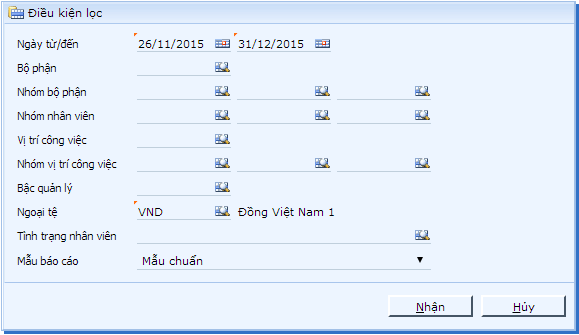 Điều kiện lọc
Ngày từ/đến 26/11/2015 31/12/2015
Bộ phận
Nhóm bộ phận
Nhóm nhân viên
Vị trí công việc
Nhóm vị trí công việc
Bậc quản lý
Ngoại tệ VND Đồng Việt Nam 1
Tình trạng nhân viên
Mẫu báo cáo Mẫu chuẩn
Nhận Hủy